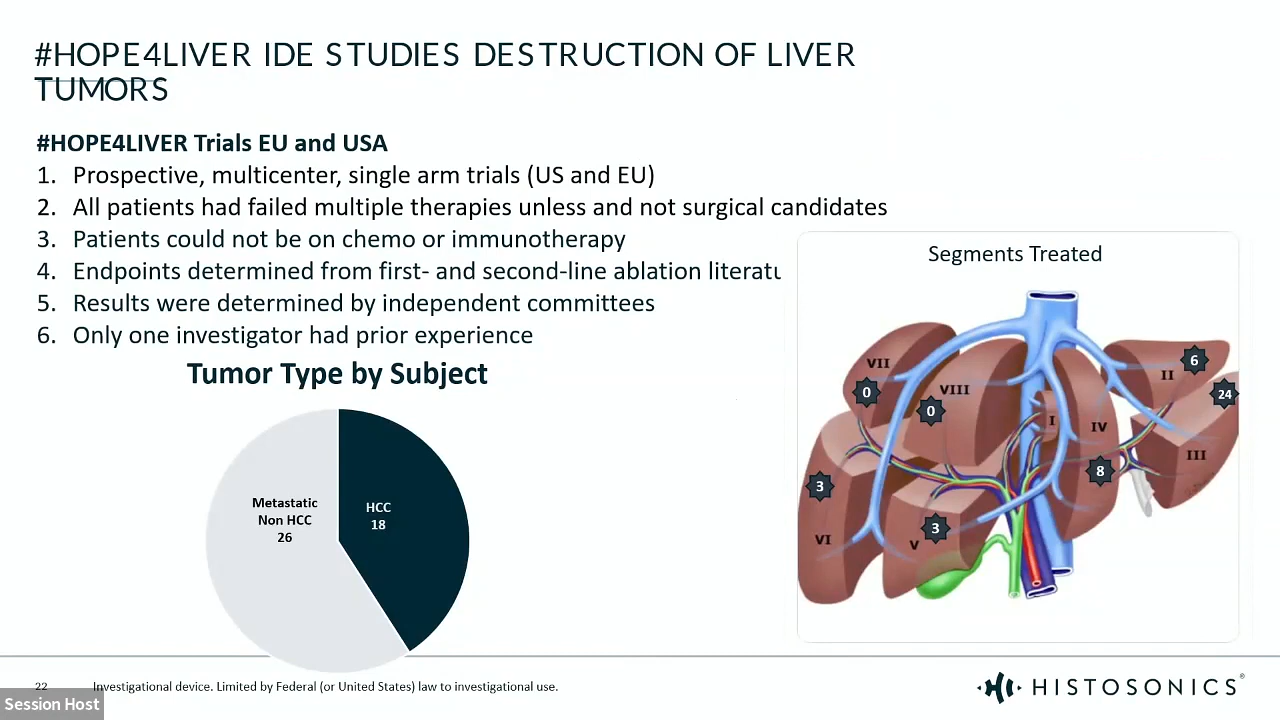 #HOPE4LIVER IDE STUDIES DESTRUCTION OF LIVER
TUMORS
#HOPE4LIVER Trials EU and USA
1. Prospective, multicenter, single arm trials (US and EU)
2. All patients had failed multiple therapies unless and not surgical candidates
3. Patients could not be on chemo or immunotherapy
4. Endpoints determined from first- and second-line ablation literatu
5. Results were determined by independent committees
6. Only one investigator had prior experience
Tumor Type by Subject
Metastatic
Non HCC
26
HCC
18
Segments Treated
VII
0
VIII
0
I
IV
II
6
24
III
8
3
VI
V
3
22
Investigational device. Limited by Federal (or United States) law to investigational use.
Session Host
HISTOSONICS®